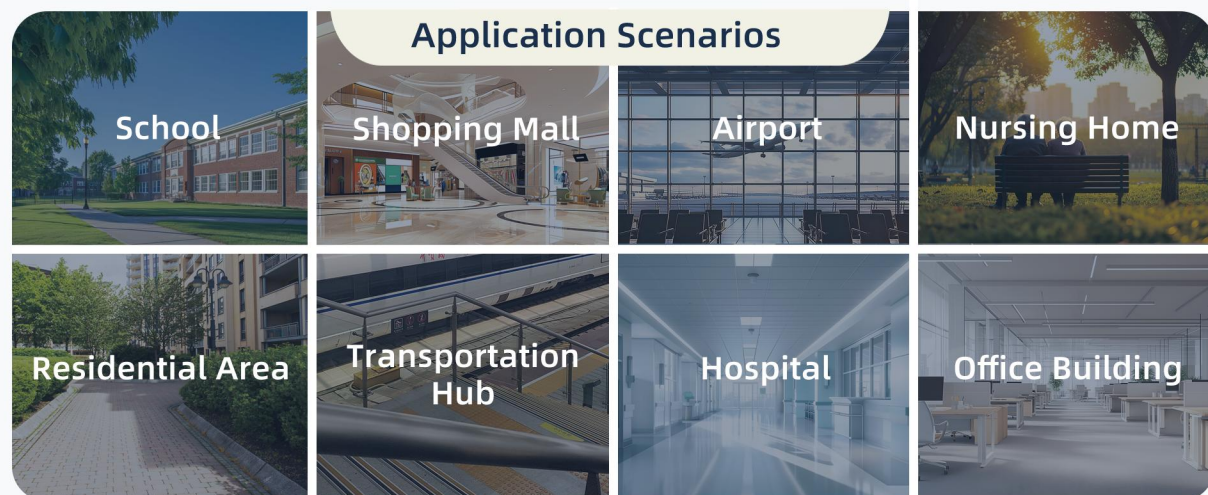 Application Scenarios
School
Shopping Mall
Airport
Nursing Home
Residential Area
Transportation
Hub
Hospital
Office Building